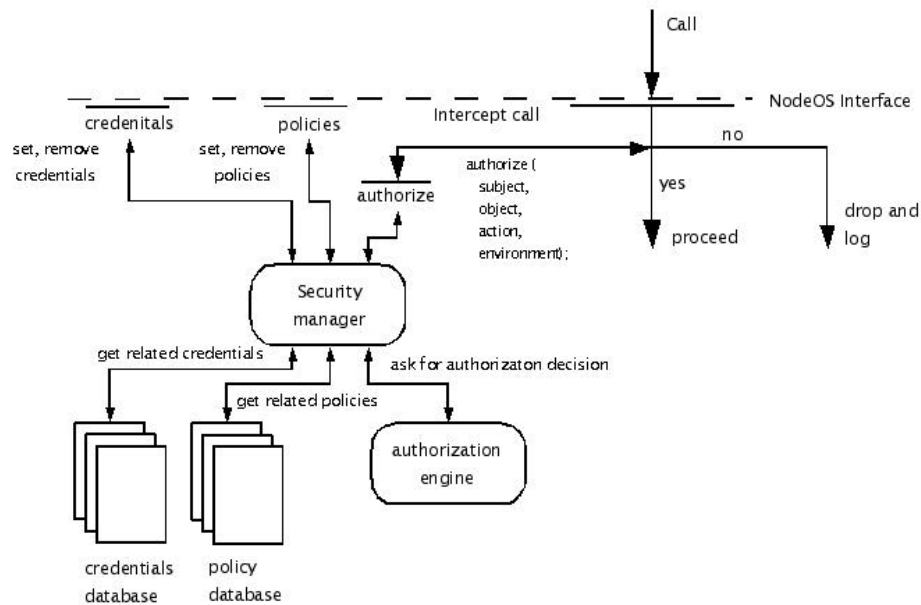 Call
NodeOS Interface
credenitals
policies
Intercept call
no
set, remove
credentials
set, remove
policies
authorize
authorize (
subject,
object,
action,
environment) ;
yes
proceed
drop and
log
Security
manager
get related credentials
ask for authorizaton decision
get related policies
authorization
engine
credentials
database
policy
database